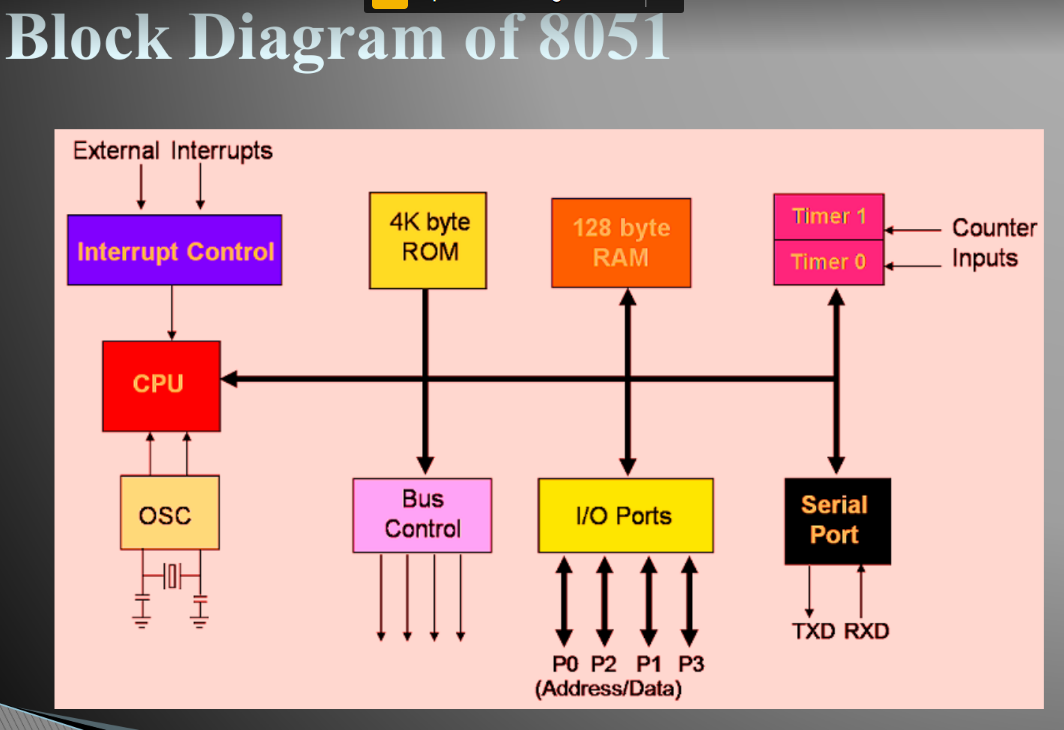 Block Diagram of 8051
External Interrupts
Interrupt Control
4K byte
ROM
128 byte
RAM
Timer 1
Timer 0
Counter
Inputs
CPU
OSC
Bus
Control
I/O Ports
Serial
Port
TXD RXD
P0 P2 P1 P3
(Address/Data)